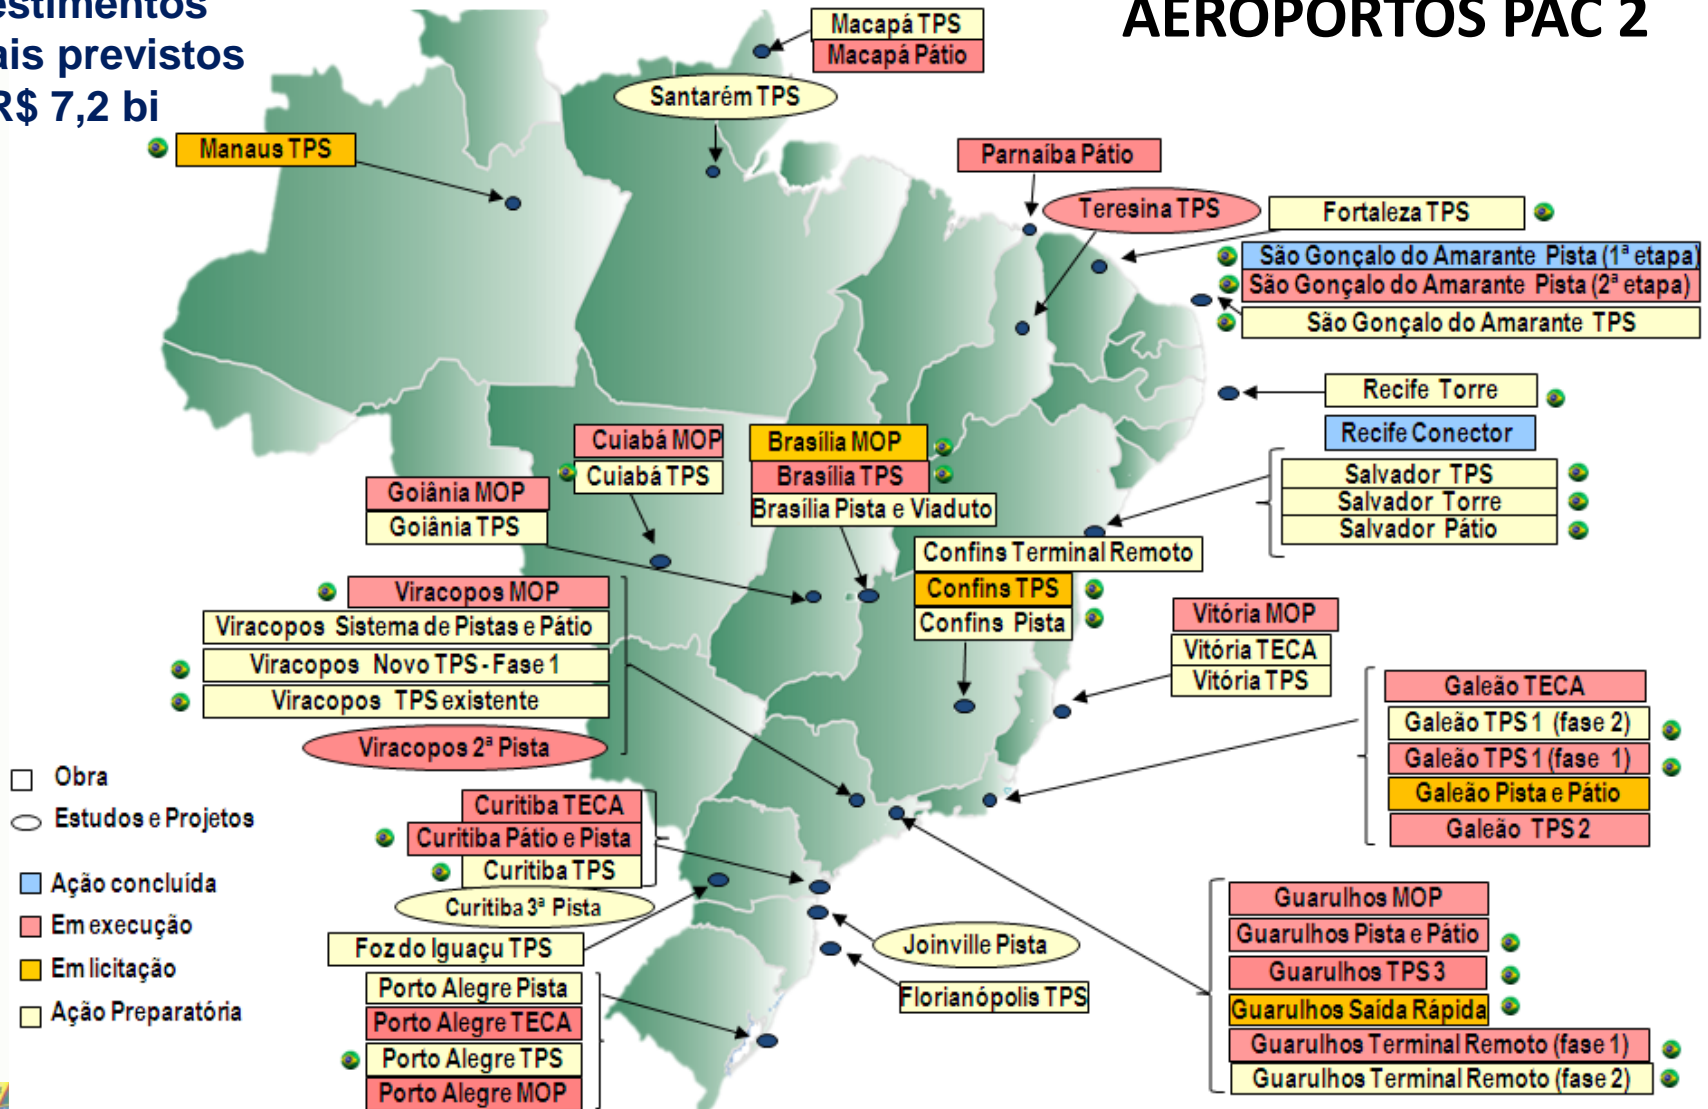 AEROPORTOS PAC 2
previstos
R$ 7,2 bi
Macapá TPS
Macapá Pátio
Santarém TPS
Manaus TPS
Parnaíba Pátio
Teresina TPS
Fortaleza TPS
São Gonçalo do Amarante Pista (1ª etapa)
São Gonçalo do Amarante Pista (2ª etapa)
São Gonçalo do Amarante TPS
Recife Torre
Recife Conector
Salvador TPS
Salvador Torre
Salvador Pátio
Cuiabá MOP
Cuiabá TPS
Brasília MOP
Brasília TPS
Brasília Pista e Viaduto
Goiânia MOP
Goiânia TPS
Confins Terminal Remoto
Confins TPS
Confins Pista
Viracopos MOP
Viracopos Sistema de Pistas e Pátio
Viracopos Novo TPS - Fase 1
Viracopos TPS existente
Viracopos 2ª Pista
Vitória MOP
Vitória TECA
Vitória TPS
Galeão TECA
Galeão TPS 1 (fase 2)
Galeão TPS 1 (fase 1)
Galeão Pista e Pátio
Galeão TPS 2
Obra
Estudos e Projetos
Ação concluída
Em execução
Em licitação
Ação Preparatória
Curitiba TECA
Curitiba Pátio e Pista
Curitiba TPS
Curitiba 3ª Pista
Foz do Iguaçu TPS
Joinville Pista
Florianópolis TPS
Porto Alegre Pista
Porto Alegre TECA
Porto Alegre TPS
Porto Alegre MOP
Guarulhos MOP
Guarulhos Pista e Pátio
Guarulhos TPS 3
Guarulhos Saída Rápida
Guarulhos Terminal Remoto (fase 1)
Guarulhos Terminal Remoto (fase 2)